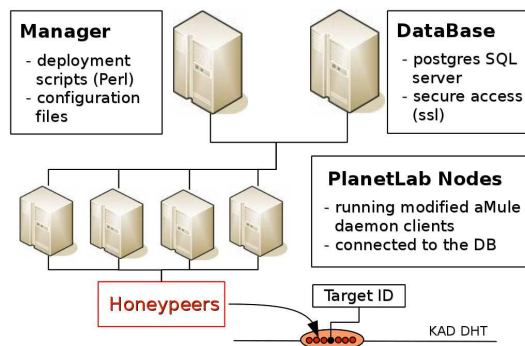 Manager
- deployment
scripts (Perl)
- configuration
files
DataBase
- postgres SQL
server
- secure access
(ssl)
PlanetLab Nodes
- running modified aMule
daemon clients
- connected to the DB
Honeypeers
Target ID
KAD DHT